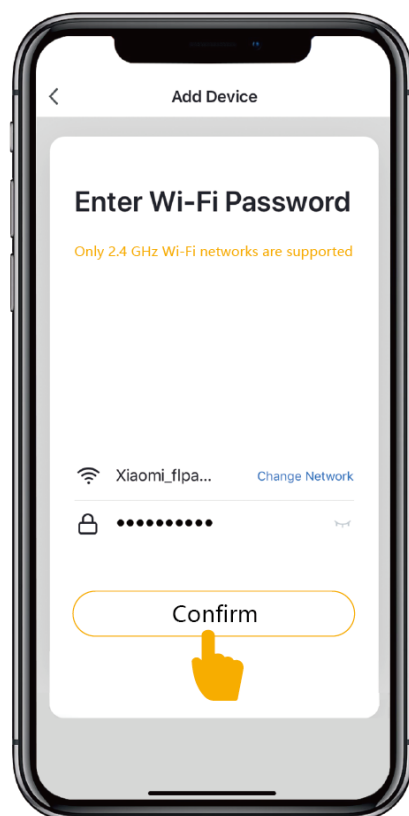 Add Device
Enter Wi-Fi Password
Only 2.4 GHz Wi-Fi networks are supported
Xiaomi_flpa... Change Network
••••••••••
Confirm